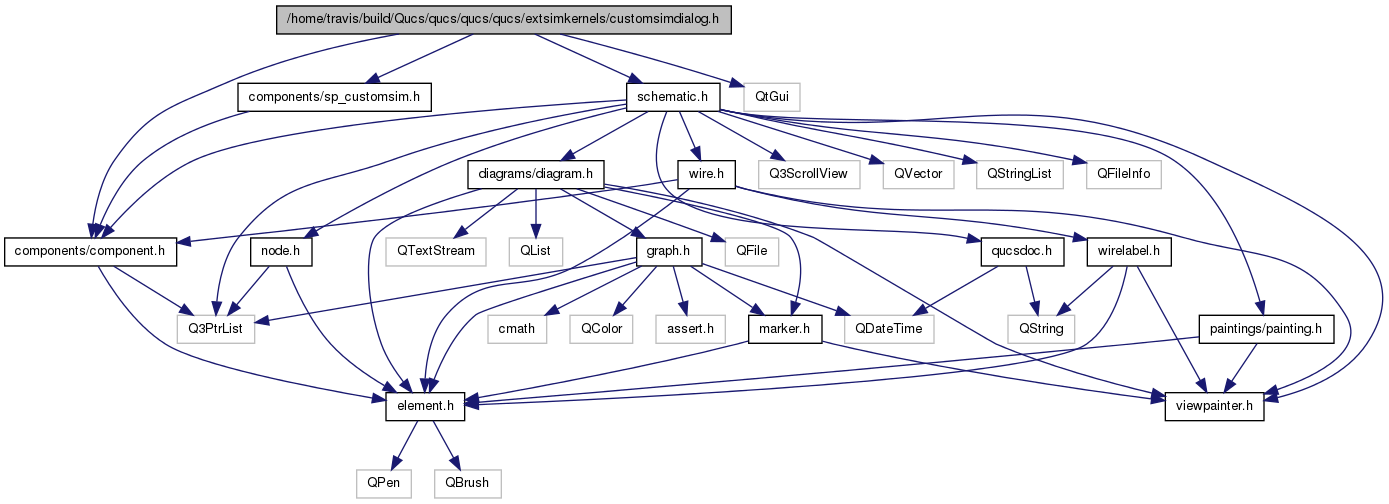 /home/travis/build/Qucs/qucs/qucs/qucs/extsimkernels/customsimdialog.h
components/sp_customsim.h
schematic.h
QtGui
diagrams/diagram.h
wire.h
Q3ScrollView
QVector
QStringList
QFileInfo
components/component.h
node.h
QTextStream
QList
graph.h
QFile
qucsdoc.h
wirelabel.h
Q3PtrList
cmath
QColor
assert.h
marker.h
QDateTime
QString
paintings/painting.h
element.h
viewpainter.h
QPen
QBrush